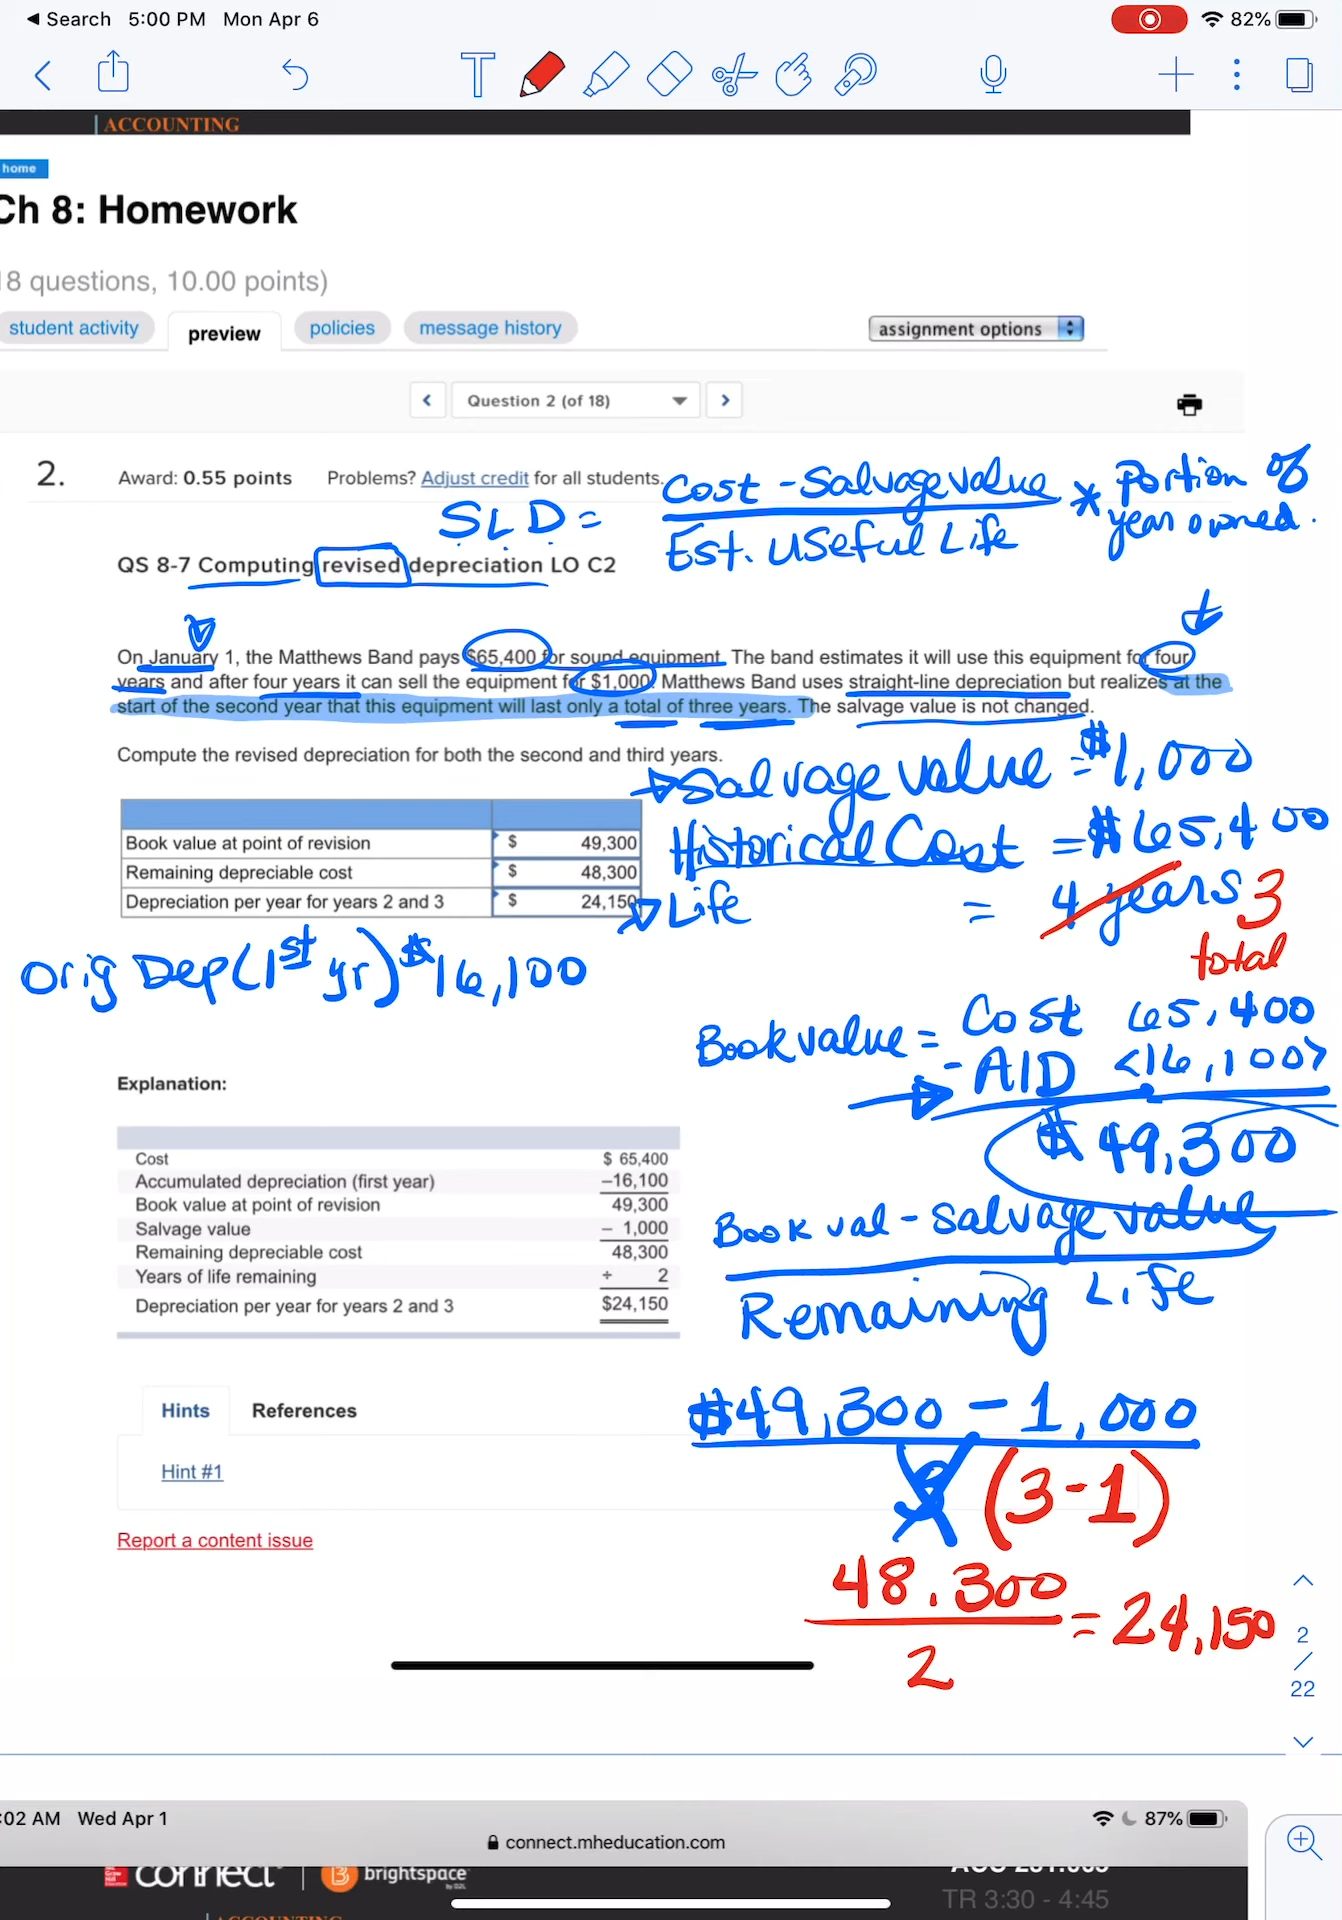 Search 5:00 PM Mon Apr 6
82%
T
ACCOUNTING
home
Ch 8: Homework
8 questions, 10.00 points)
student activity
preview
policies
message history
assignment options
Question 2 (of 18)
2.
Award: 0.55 points Problems? Adjust credit for all students.
SLD = Cost - Salvage Value * portion of
Est. Useful Life year owned.
QS 8-7 Computing revised depreciation LO C2
On January 1, the Matthews Band pays $65,400 for sound equipment. The band estimates it will use this equipment for four
years and after four years it can sell the equipment for $1,000. Matthews Band uses straight-line depreciation but realizes at the
start of the second year that this equipment will last only a total of three years. The salvage value is not changed.
Compute the revised depreciation for both the second and third years.
Salvage Value = $1,000
Book value at point of revision $ 49,300
Historical Cost = $65,400
Remaining depreciable cost $ 48,300
Depreciation per year for years 2 and 3 $ 24,150
Life = 4 years 3
total
Orig Dep (1st yr) $16,100
Book value = Cost 65,400
- A/D <16,100>
$ 49,300
Explanation:
Cost $ 65,400
Accumulated depreciation (first year) –16,100
Book value at point of revision 49,300
Salvage value – 1,000
Remaining depreciable cost 48,300
Years of life remaining ÷ 2
Depreciation per year for years 2 and 3 $24,150
Book val - salvage value
Remaining Life
Hints
References
Hint #1
Report a content issue
$49,300 - 1,000
3 (3-1)
48.300
2
= 24,150
2
/
22
:02 AM Wed Apr 1
87%
connect.mheducation.com
connect
brightspace
TR 3:30 - 4:45
ACCOUNTING